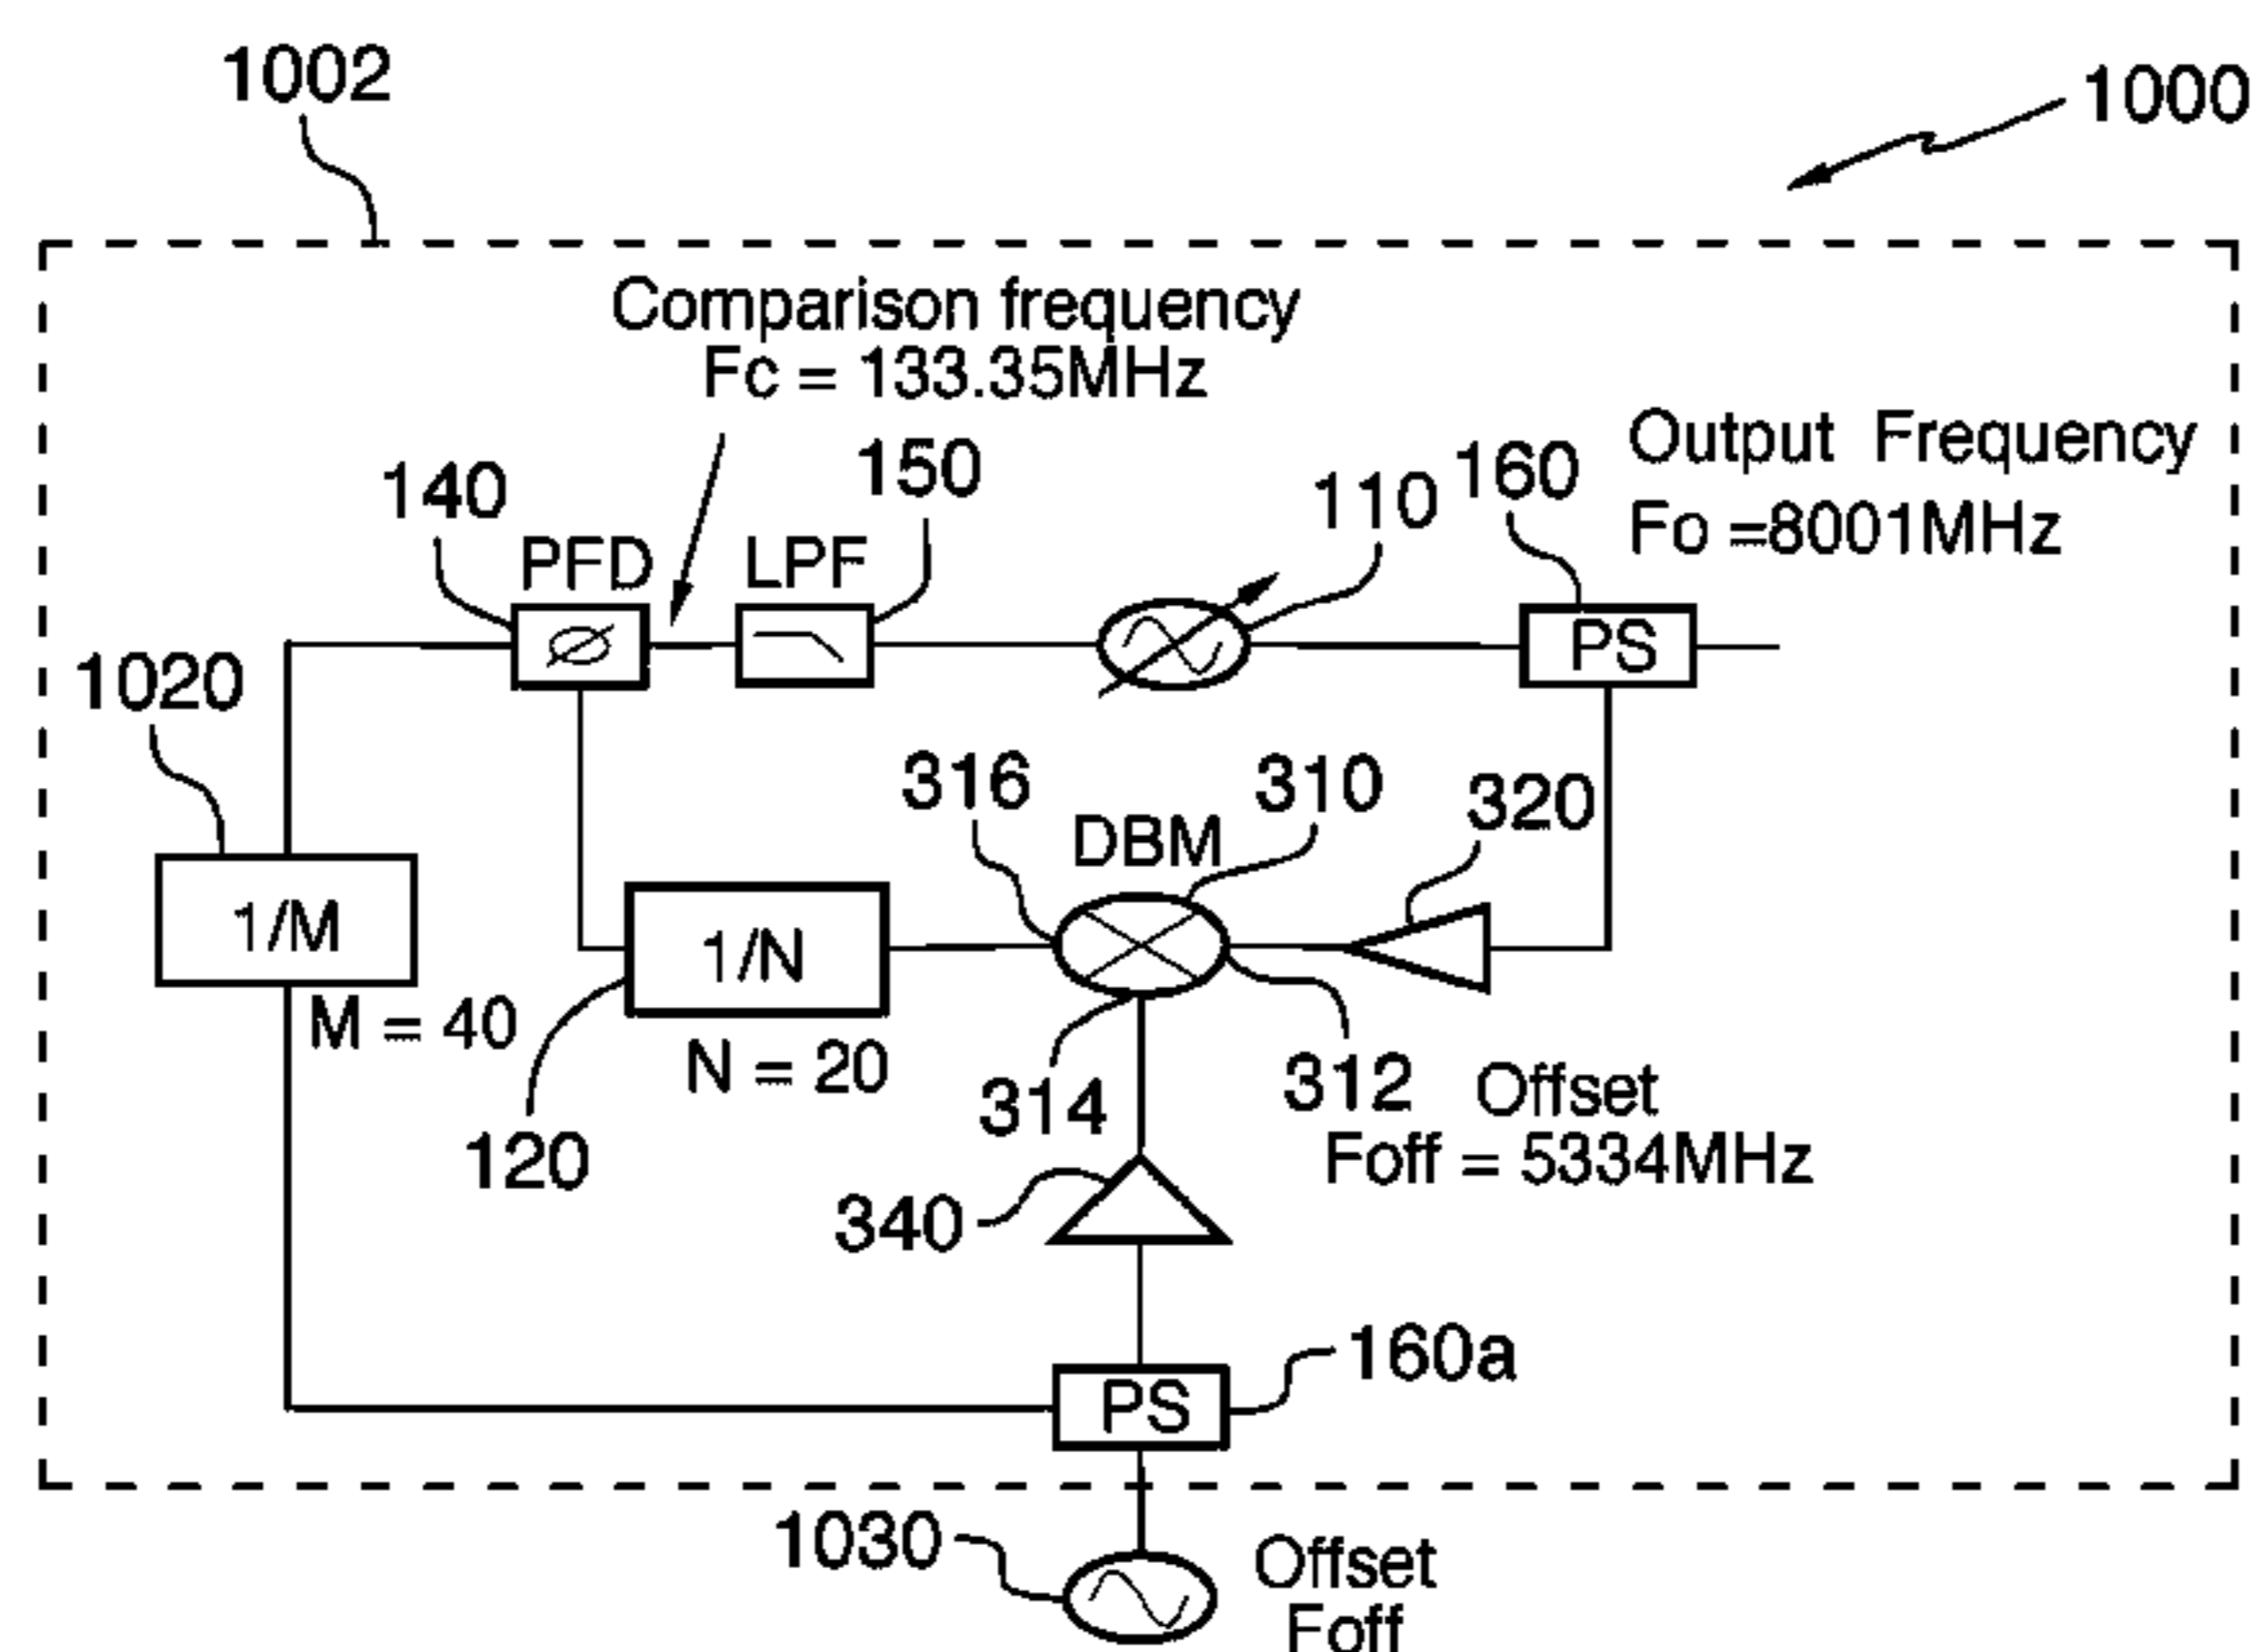 1002
1000
Comparison frequency
Fc = 133.35MHz
140
150
110
160
Output Frequency
Fo =8001MHz
PFD
LPF
PS
1020
316
310
320
DBM
1/M
1/N
M = 40
N = 20
314
312
Offset
Foff = 5334MHz
120
340
160a
PS
1030
Offset
Foff